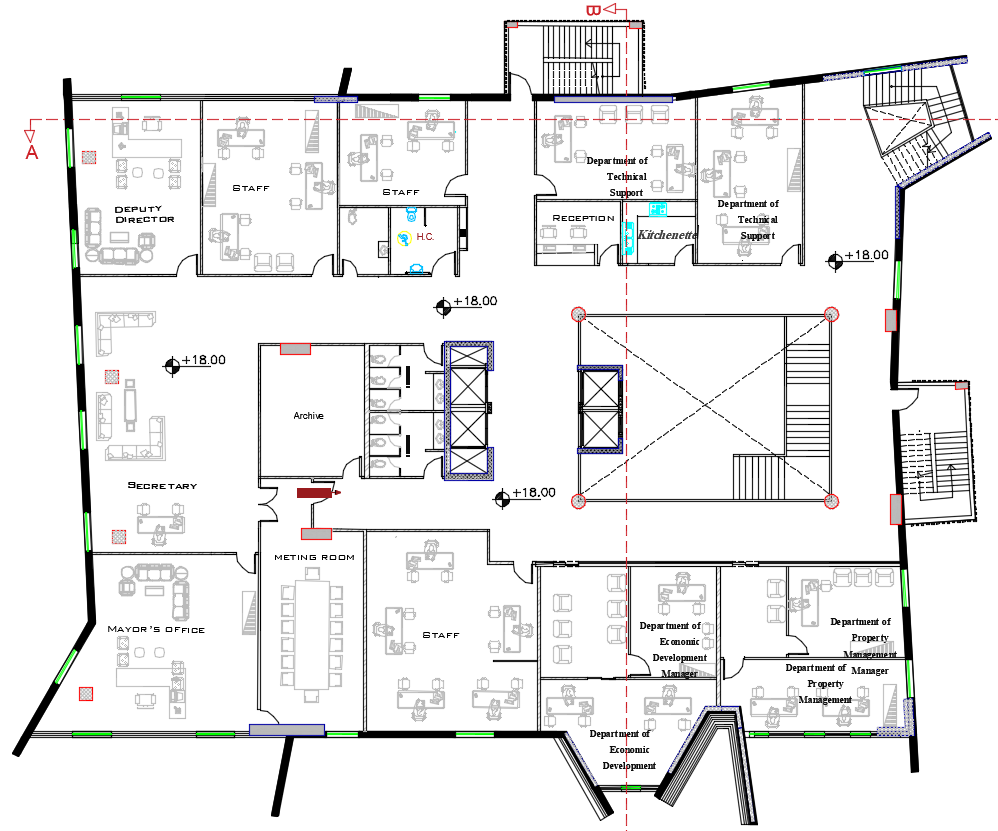 B
A
DEPUTY
DIRECTOR
STAFF
STAFF
H.C.
Department of
Technical
Support
RECEPTION
Kitchenette
Department of
Technical
Support
+18.00
+18.00
+18.00
Archive
SECRETARY
+18.00
METING ROOM
MAYOR'S OFFICE
STAFF
Department of
Economic
Development
Manager
Department of
Property
Management
Manager
Department of
Property
Management
Department of
Economic
Development